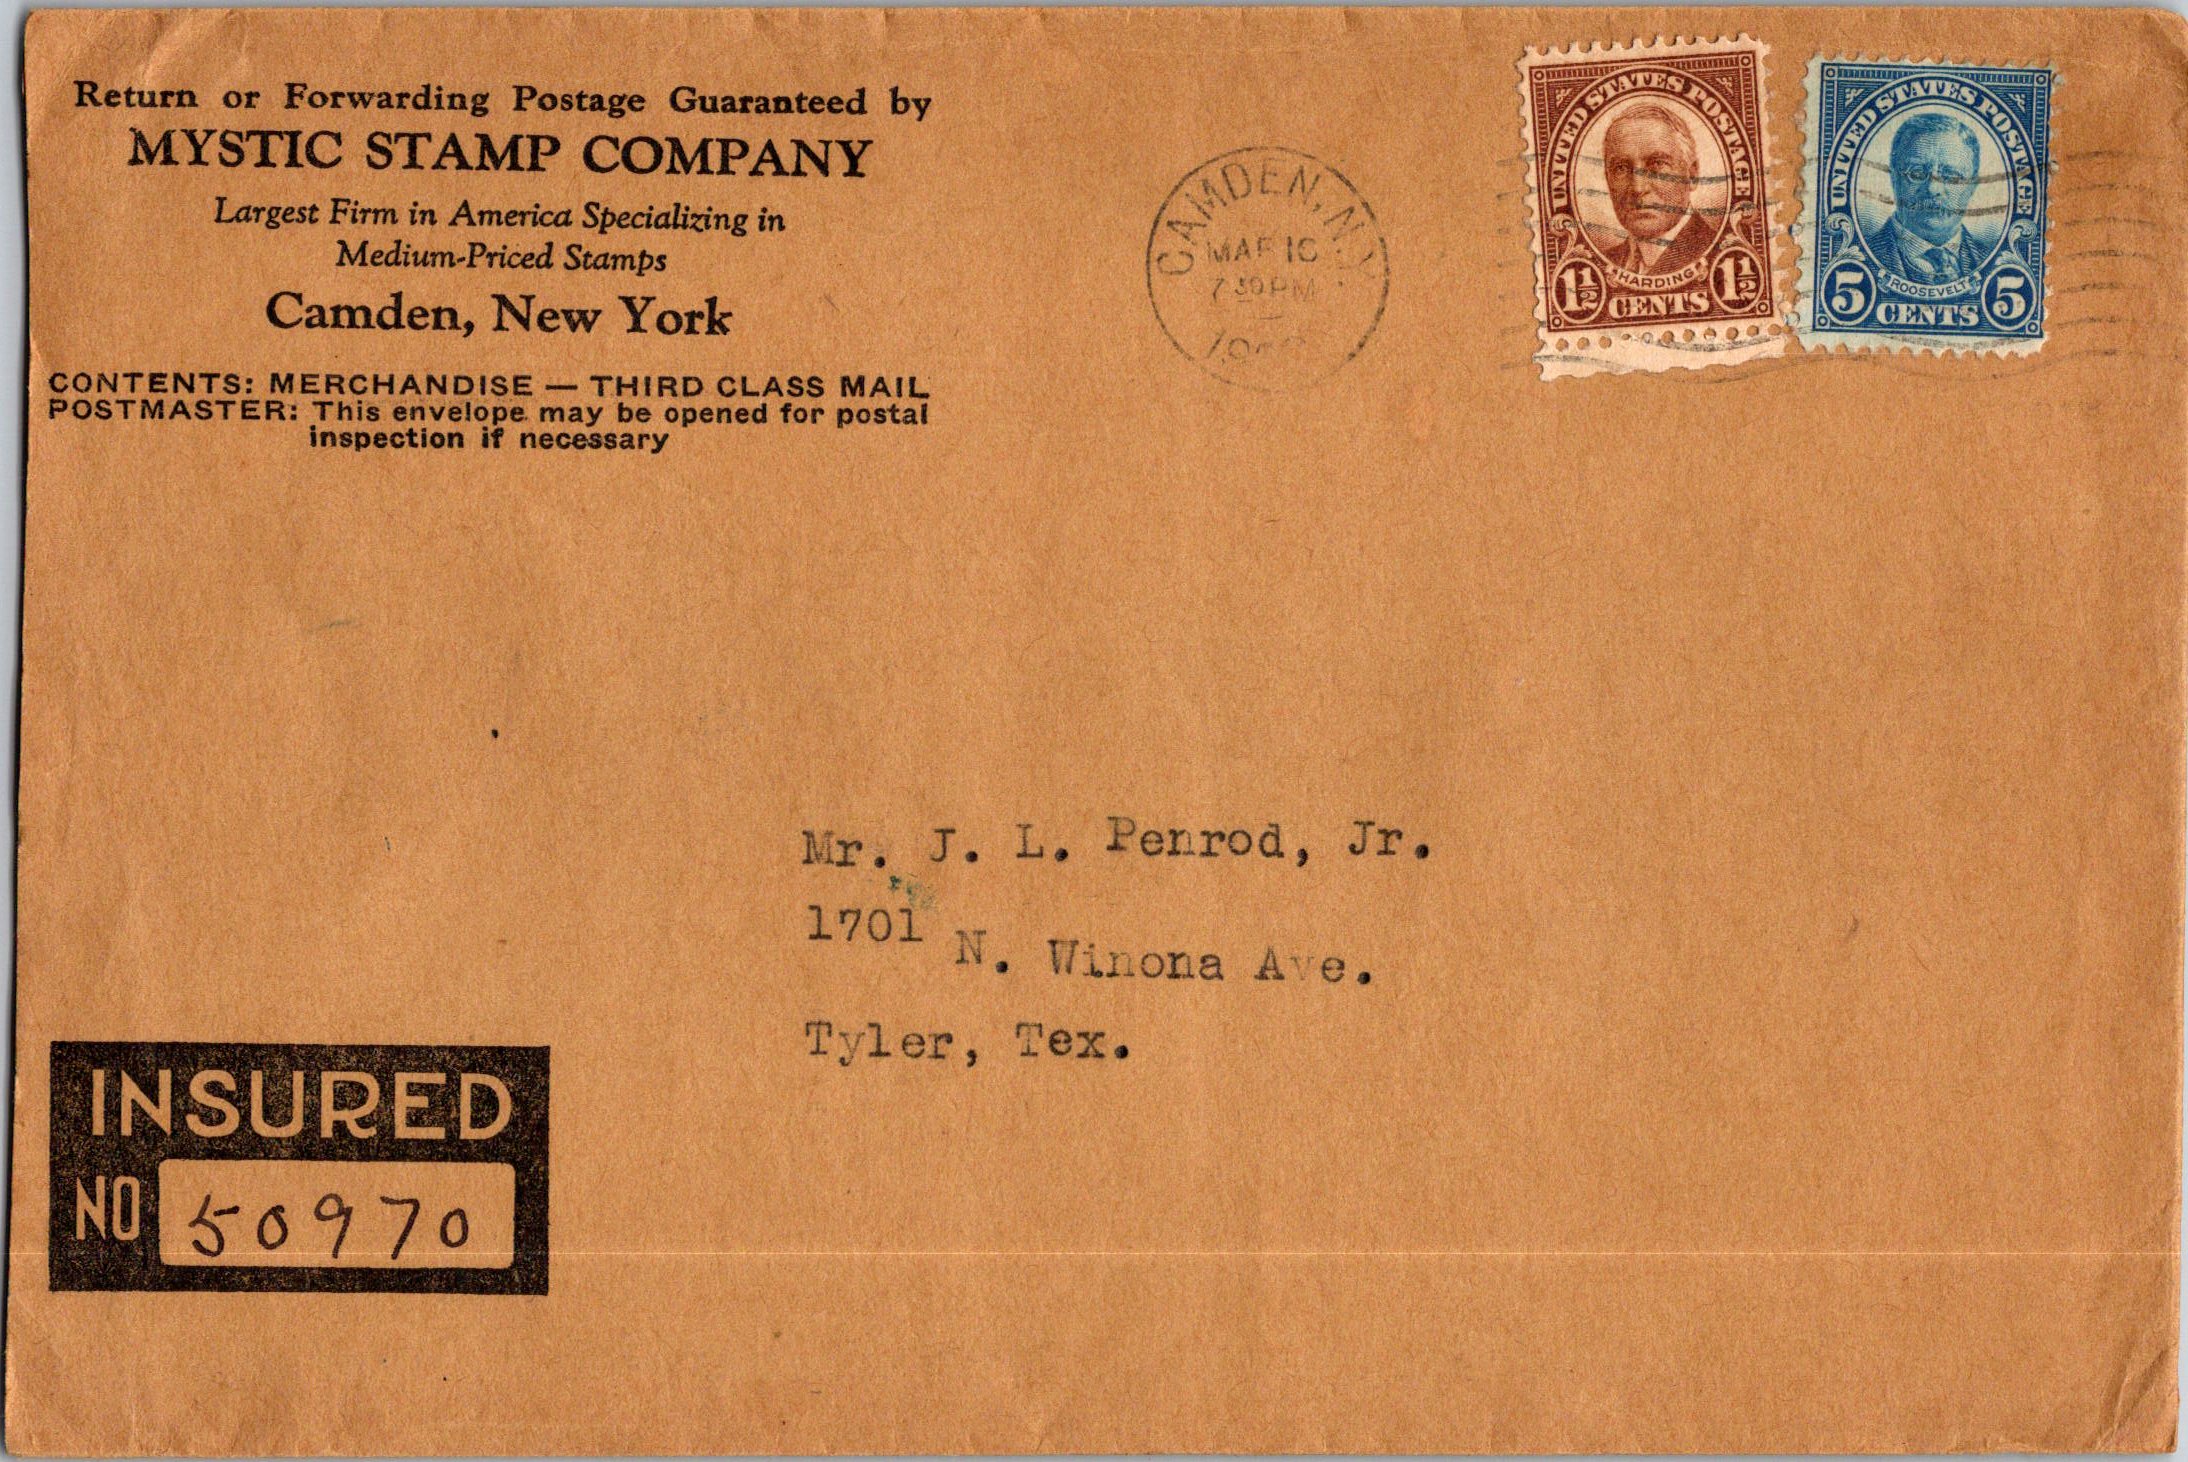 Return or Forwarding Postage Guaranteed by
MYSTIC STAMP COMPANY
Largest Firm in America Specializing in
Medium-Priced Stamps
Camden, New York
CONTENTS: MERCHANDISE — THIRD CLASS MAIL
POSTMASTER: This envelope may be opened for postal
inspection if necessary
CAMDEN, N.Y.
MAR 16
7 30 PM
UNITED STATES POSTAGE
HARDING
1½ CENTS 1½
UNITED STATES POSTAGE
ROOSEVELT
5 CENTS 5
Mr. J. L. Penrod, Jr.
1701 N. Winona Ave.
Tyler, Tex.
INSURED
NO 50970